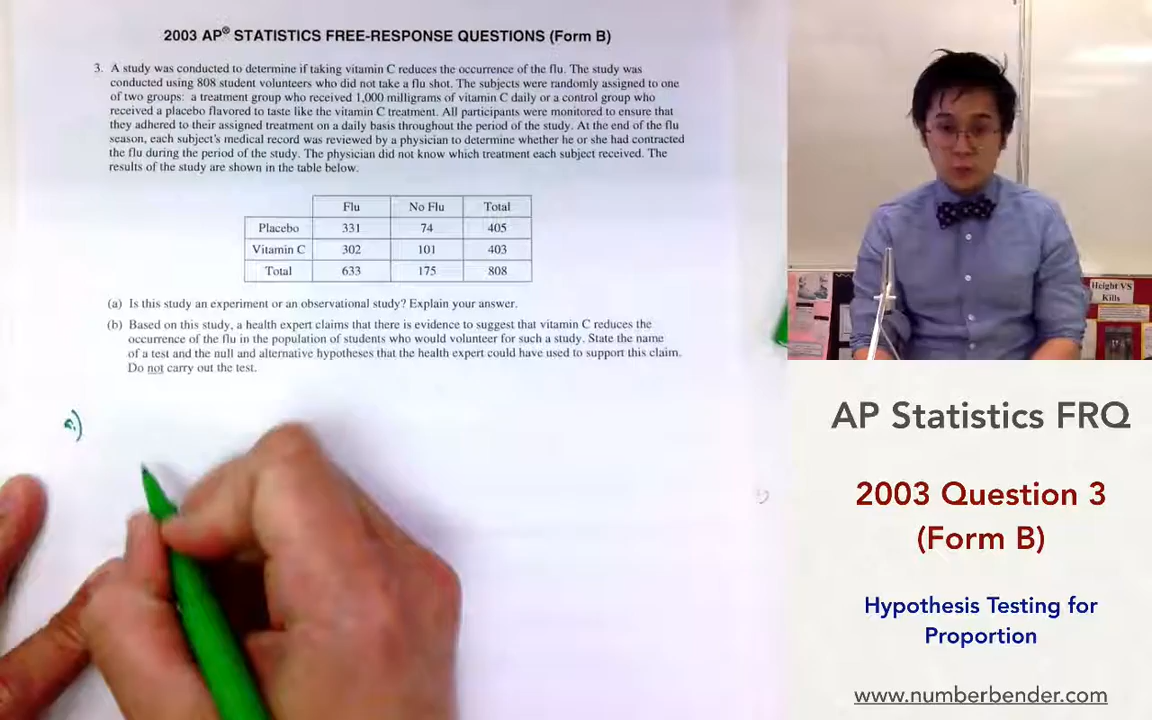 2003 AP® STATISTICS FREE-RESPONSE QUESTIONS (Form B)
3. A study was conducted to determine if taking vitamin C reduces the occurrence of the flu. The study was
conducted using 808 student volunteers who did not take a flu shot. The subjects were randomly assigned to one
of two groups: a treatment group who received 1,000 milligrams of vitamin C daily or a control group who
received a placebo flavored to taste like the vitamin C treatment. All participants were monitored to ensure that
they adhered to their assigned treatment on a daily basis throughout the period of the study. At the end of the flu
season, each subject's medical record was reviewed by a physician to determine whether he or she had contracted
the flu during the period of the study. The physician did not know which treatment each subject received. The
results of the study are shown in the table below.
Flu No Flu Total
Placebo 331 74 405
Vitamin C 302 101 403
Total 633 175 808
(a) Is this study an experiment or an observational study? Explain your answer.
(b) Based on this study, a health expert claims that there is evidence to suggest that vitamin C reduces the
occurrence of the flu in the population of students who would volunteer for such a study. State the name
of a test and the null and alternative hypotheses that the health expert could have used to support this claim.
Do not carry out the test.
a.)
Height VS
Kills
AP Statistics FRQ
2003 Question 3
(Form B)
Hypothesis Testing for
Proportion
www.numberbender.com